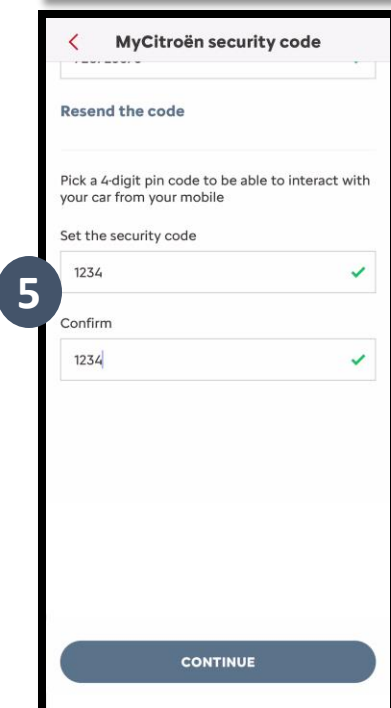 MyCitroën security code
Resend the code
Pick a 4-digit pin code to be able to interact with
your car from your mobile
Set the security code
1234
5
Confirm
1234
CONTINUE